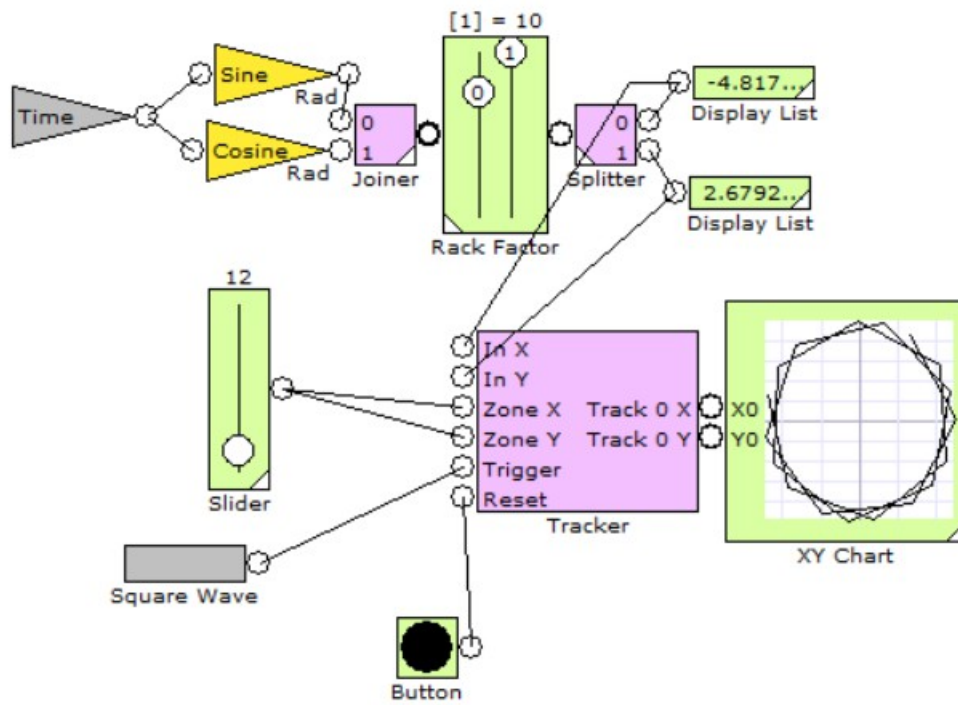 [1] = 10
Time
Sine
Rad
Cosine
Rad
0
1
Joiner
0
1
Rack Factor
0
1
Splitter
-4.817...
Display List
2.6792...
Display List
12
Slider
In X
In Y
Zone X
Zone Y
Trigger
Reset
Track 0 X
Track 0 Y
Tracker
X0
Y0
XY Chart
Square Wave
Button